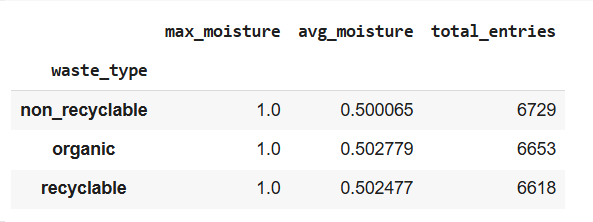 max_moisture avg_moisture total_entries
waste_type
non_recyclable 1.0 0.500065 6729
organic 1.0 0.502779 6653
recyclable 1.0 0.502477 6618